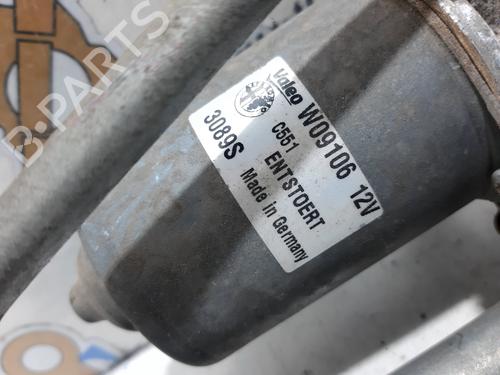 Valeo W09106 12V
C551 ENTSTOERT
3089S Made in Germany
B-Parts